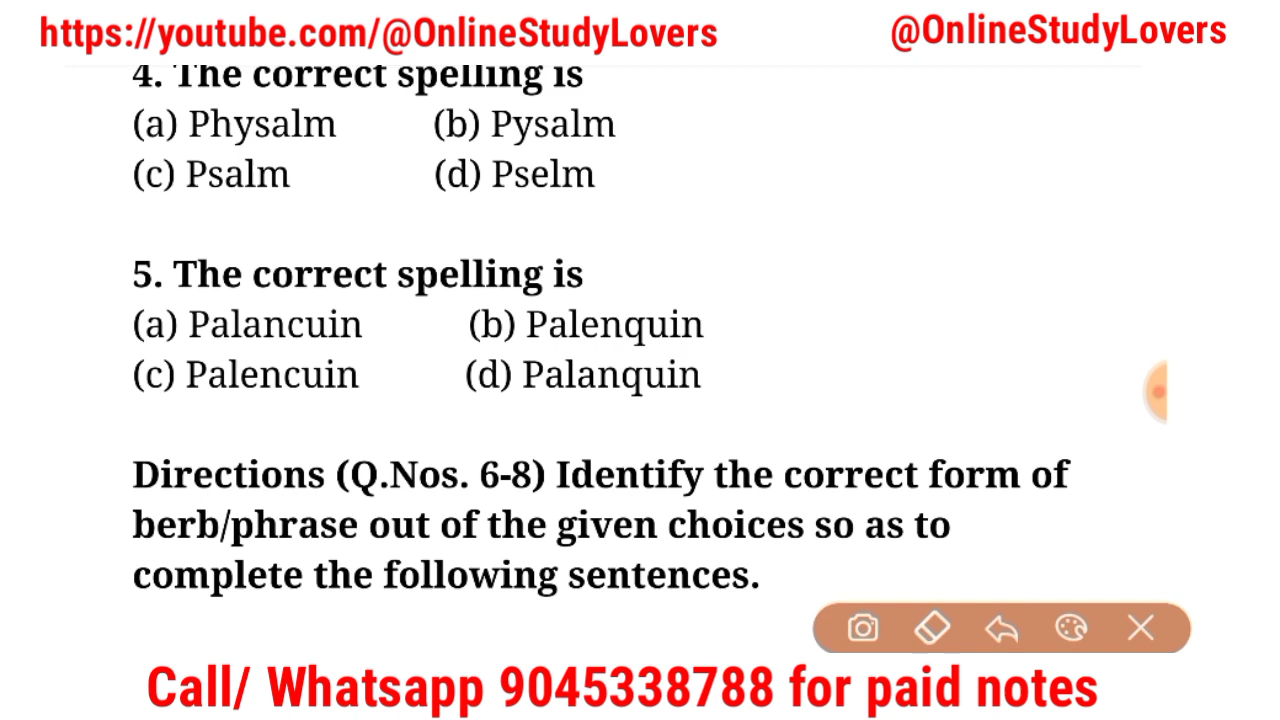 https://youtube.com/@OnlineStudyLovers @OnlineStudyLovers
4. The correct spelling is
(a) Physalm (b) Pysalm
(c) Psalm (d) Pselm
5. The correct spelling is
(a) Palancuin (b) Palenquin
(c) Palencuin (d) Palanquin
Directions (Q.Nos. 6-8) Identify the correct form of
berb/phrase out of the given choices so as to
complete the following sentences.
Call/ Whatsapp 9045338788 for paid notes